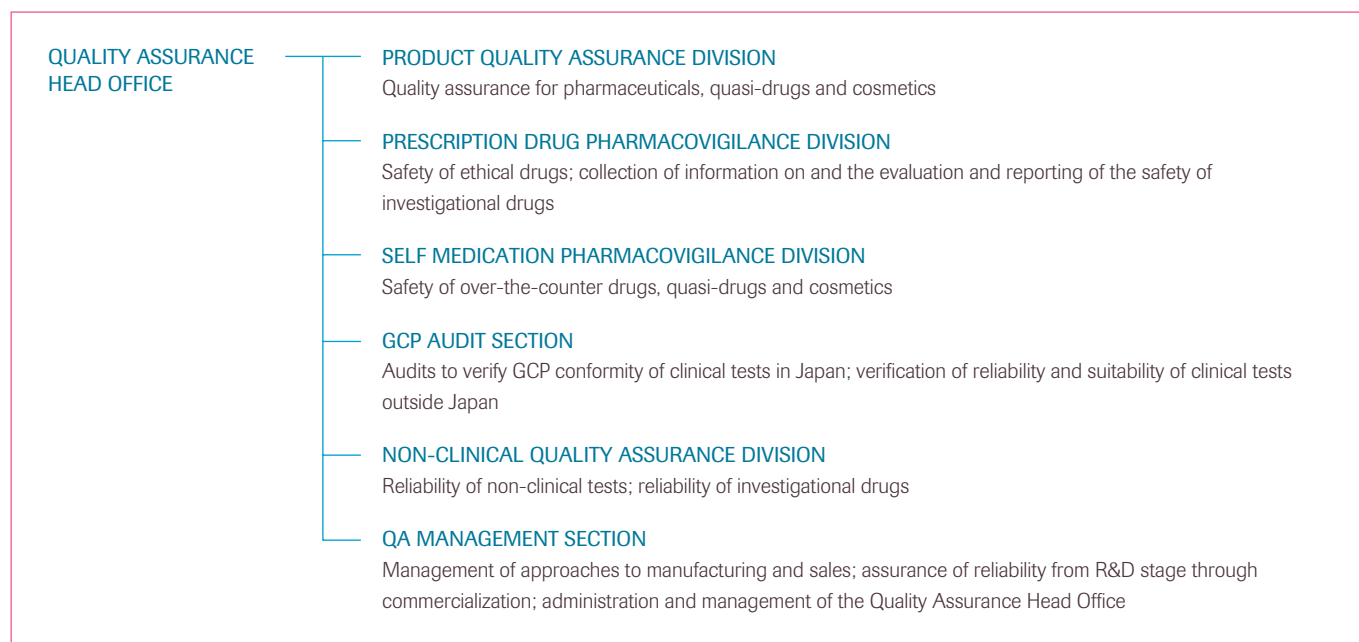 QUALITY ASSURANCE
HEAD OFFICE
PRODUCT QUALITY ASSURANCE DIVISION
Quality assurance for pharmaceuticals, quasi-drugs and cosmetics
PRESCRIPTION DRUG PHARMACOVIGILANCE DIVISION
Safety of ethical drugs; collection of information on and the evaluation and reporting of the safety of
investigational drugs
SELF MEDICATION PHARMACOVIGILANCE DIVISION
Safety of over-the-counter drugs, quasi-drugs and cosmetics
GCP AUDIT SECTION
Audits to verify GCP conformity of clinical tests in Japan; verification of reliability and suitability of clinical tests
outside Japan
NON-CLINICAL QUALITY ASSURANCE DIVISION
Reliability of non-clinical tests; reliability of investigational drugs
QA MANAGEMENT SECTION
Management of approaches to manufacturing and sales; assurance of reliability from R&D stage through
commercialization; administration and management of the Quality Assurance Head Office